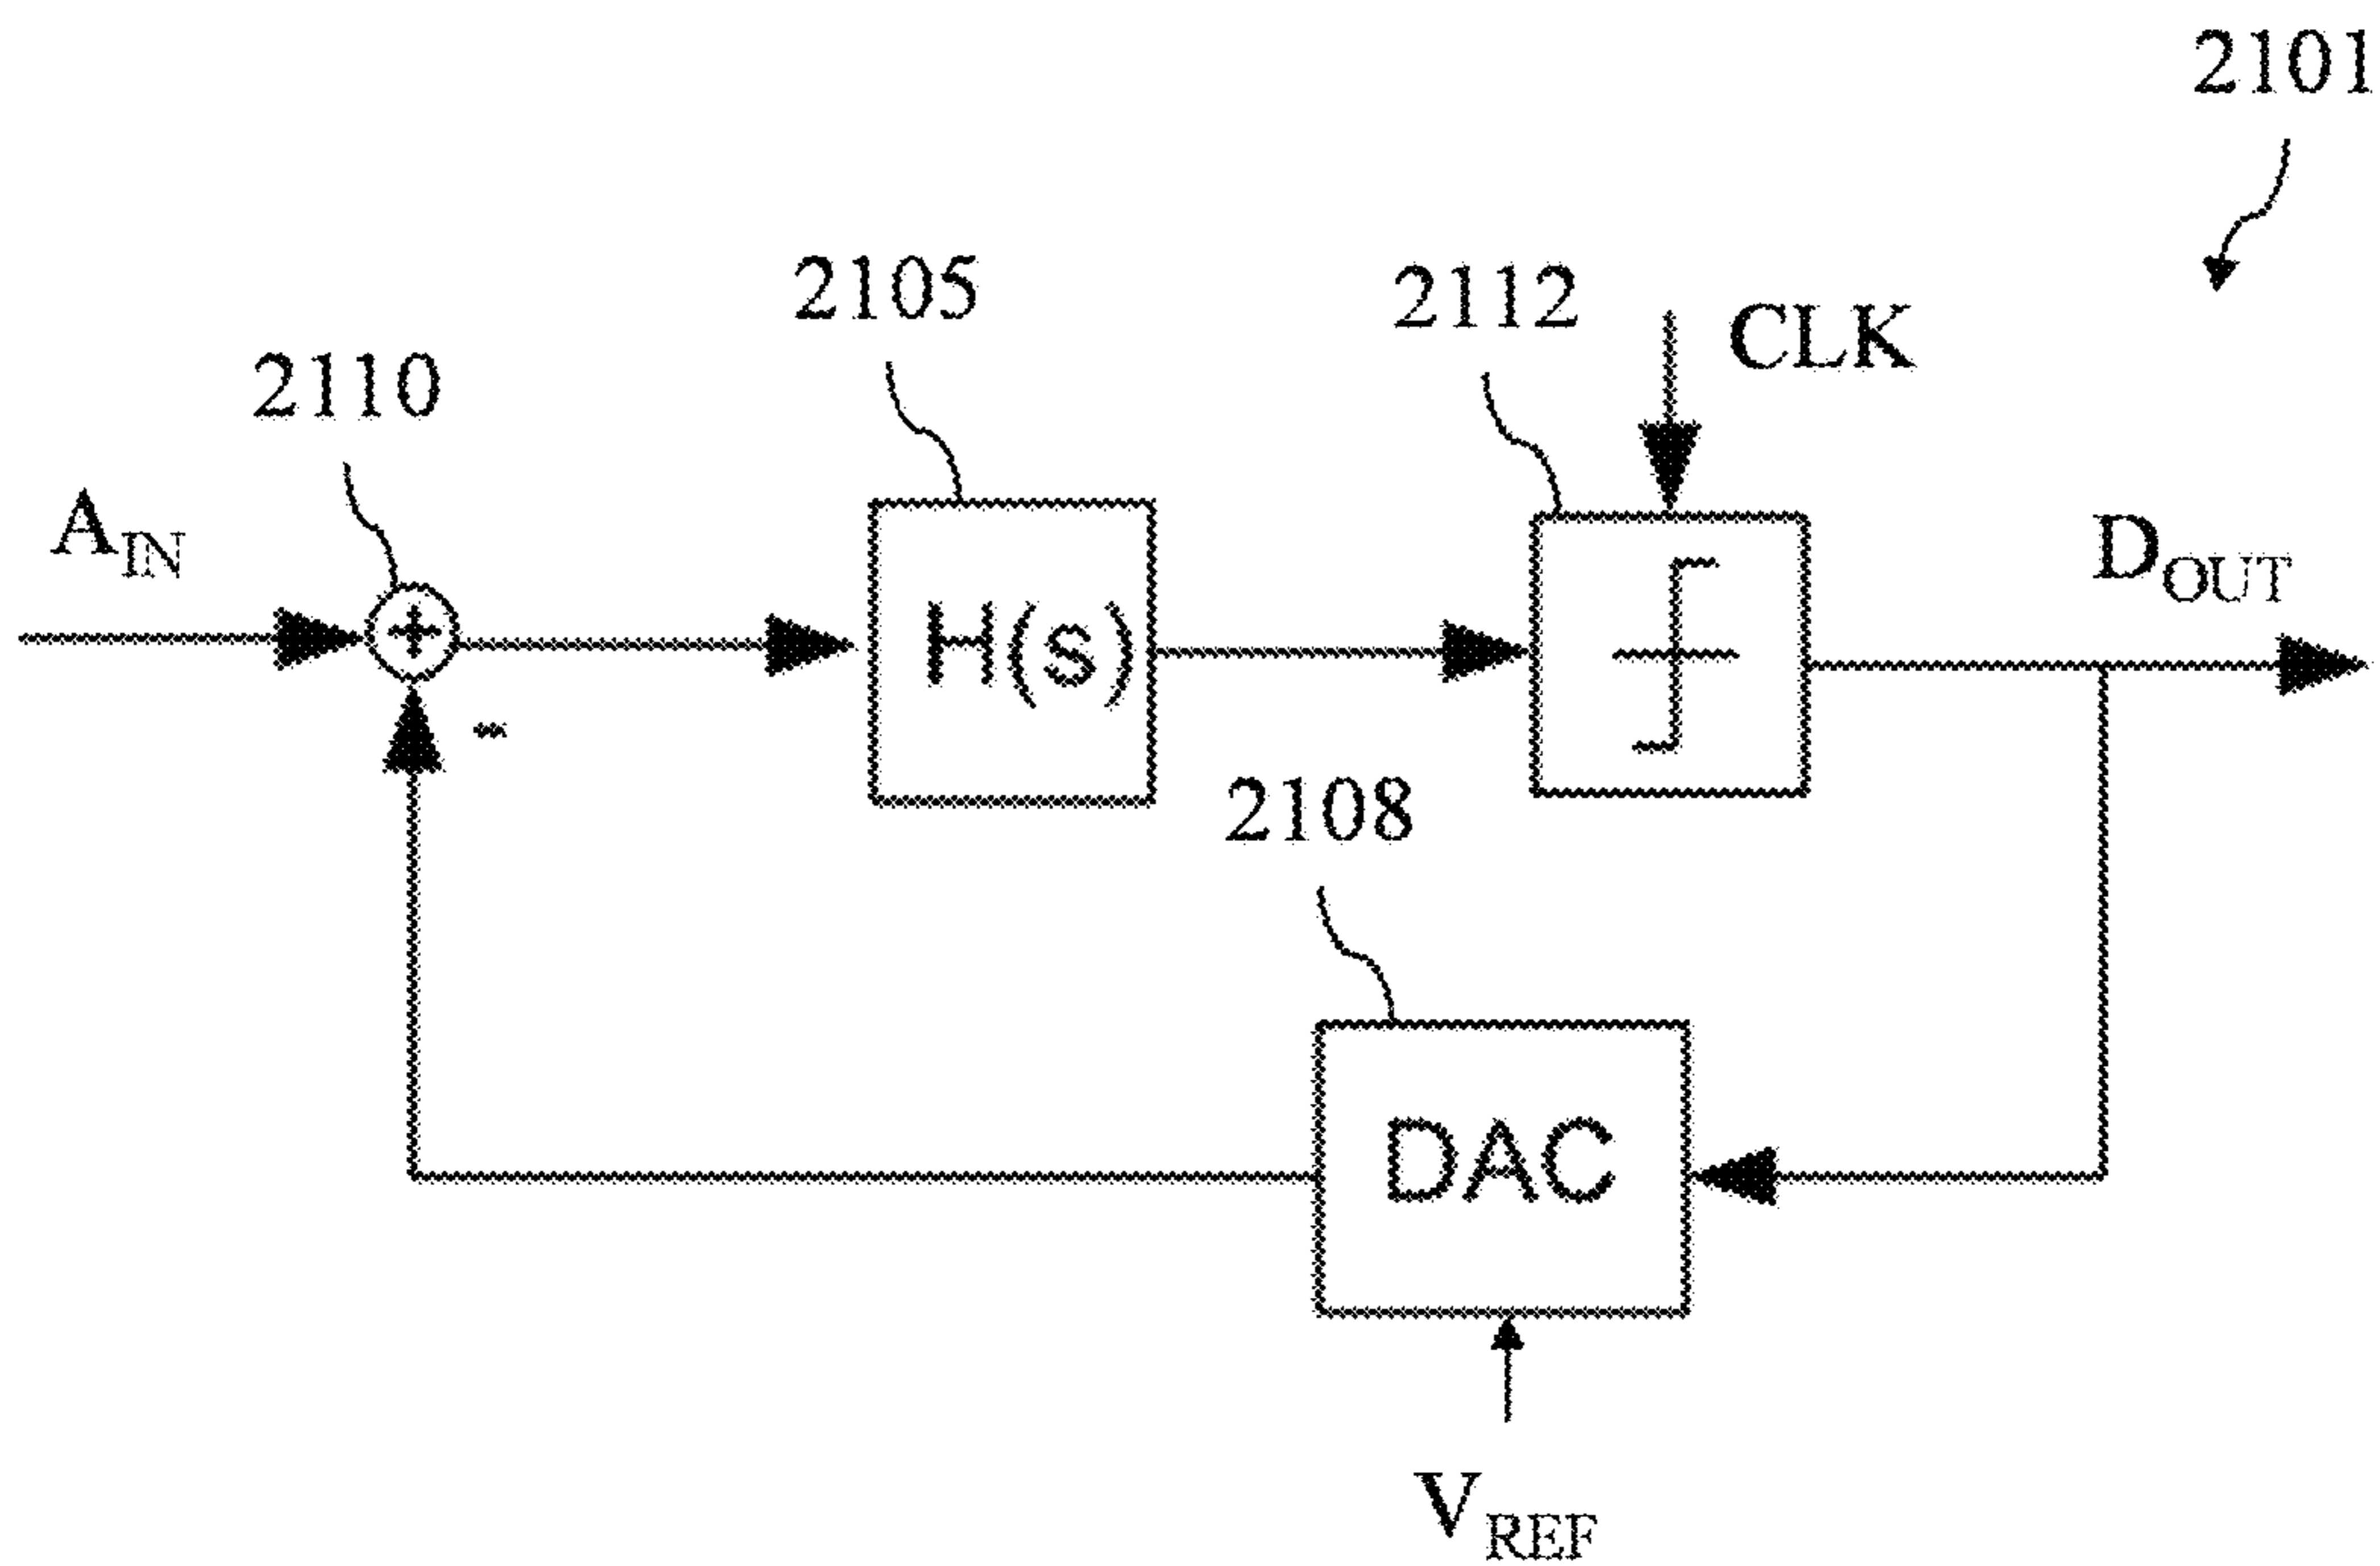 2101
2105
2112
CLK
2110
A_IN
D_OUT
+
H(s)
-
2108
DAC
V_REF